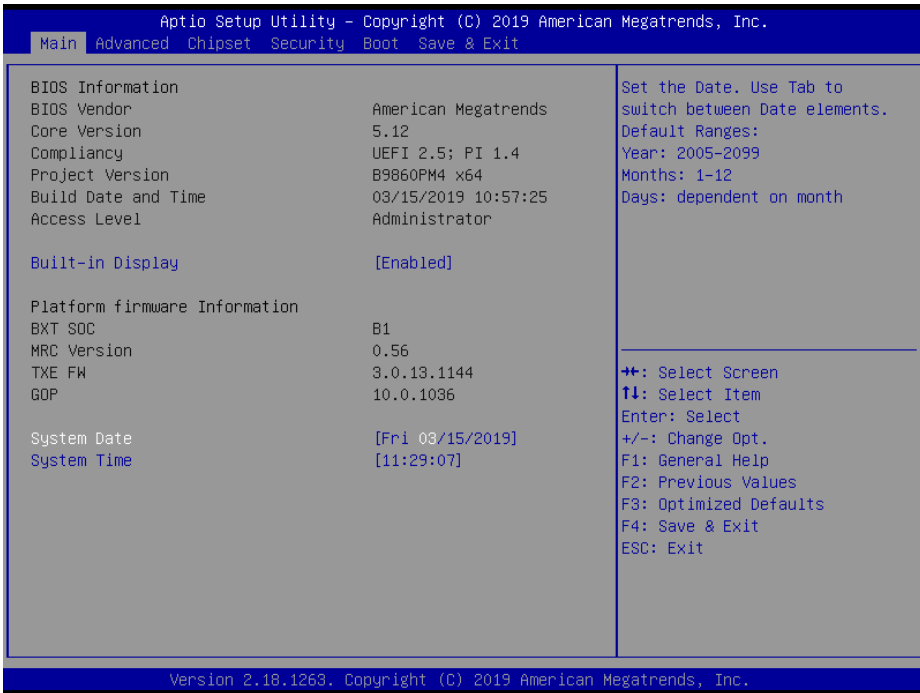 Aptio Setup Utility – Copyright (C) 2019 American Megatrends, Inc.
Main Advanced Chipset Security Boot Save & Exit
BIOS Information
BIOS Vendor American Megatrends
Core Version 5.12
Compliancy UEFI 2.5; PI 1.4
Project Version B9860PM4 x64
Build Date and Time 03/15/2019 10:57:25
Access Level Administrator
Built-in Display [Enabled]
Platform firmware Information
BXT SOC B1
MRC Version 0.56
TXE FW 3.0.13.1144
GOP 10.0.1036
System Date [Fri 03/15/2019]
System Time [11:29:07]
Set the Date. Use Tab to
switch between Date elements.
Default Ranges:
Year: 2005-2099
Months: 1-12
Days: dependent on month
→←: Select Screen
↑↓: Select Item
Enter: Select
+/-: Change Opt.
F1: General Help
F2: Previous Values
F3: Optimized Defaults
F4: Save & Exit
ESC: Exit
Version 2.18.1263. Copyright (C) 2019 American Megatrends, Inc.